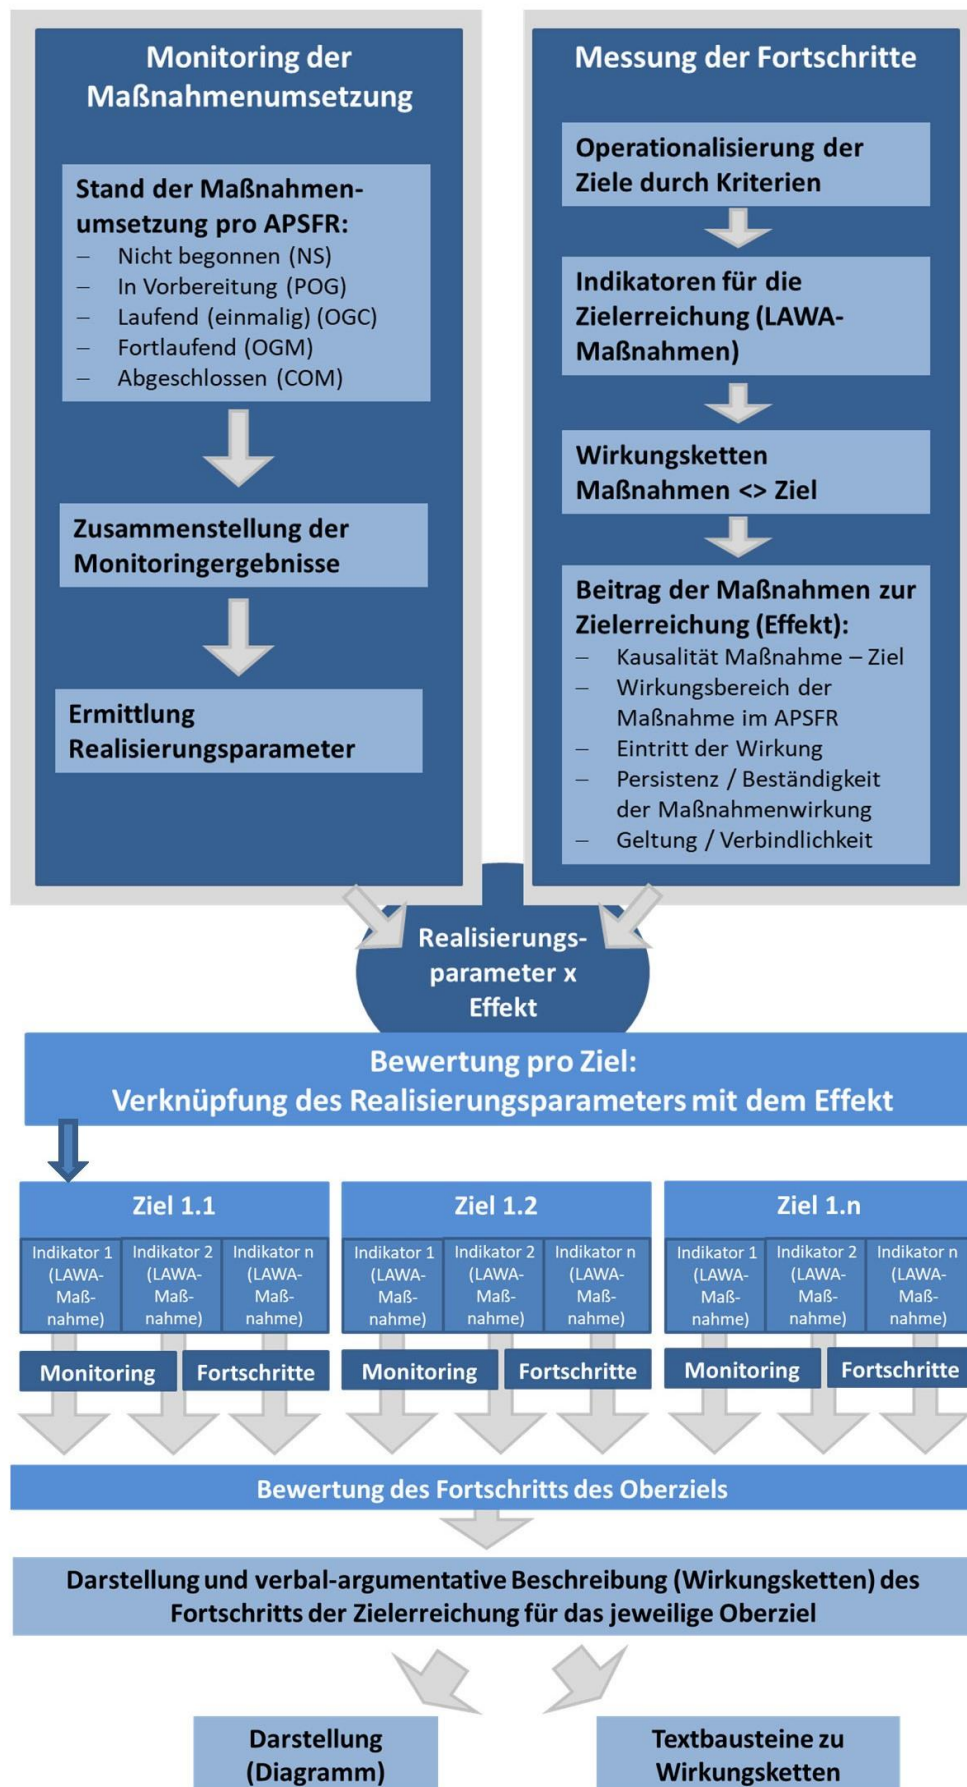 Monitoring der
Maßnahmenumsetzung
Stand der Maßnahmen-
umsetzung pro APSFR:
– Nicht begonnen (NS)
– In Vorbereitung (POG)
– Laufend (einmalig) (OGC)
– Fortlaufend (OGM)
– Abgeschlossen (COM)
Zusammenstellung der
Monitoringergebnisse
Ermittlung
Realisierungsparameter
Messung der Fortschritte
Operationalisierung der
Ziele durch Kriterien
Indikatoren für die
Zielerreichung (LAWA-
Maßnahmen)
Wirkungsketten
Maßnahmen <> Ziel
Beitrag der Maßnahmen zur
Zielerreichung (Effekt):
– Kausalität Maßnahme – Ziel
– Wirkungsbereich der
Maßnahme im APSFR
– Eintritt der Wirkung
– Persistenz / Beständigkeit
der Maßnahmenwirkung
– Geltung / Verbindlichkeit
Realisierungs-
parameter x
Effekt
Bewertung pro Ziel:
Verknüpfung des Realisierungsparameters mit dem Effekt
Ziel 1.1
Indikator 1
(LAWA-
Maß-
nahme)
Indikator 2
(LAWA-
Maß-
nahme)
Indikator n
(LAWA-
Maß-
nahme)
Monitoring
Fortschritte
Ziel 1.2
Indikator 1
(LAWA-
Maß-
nahme)
Indikator 2
(LAWA-
Maß-
nahme)
Indikator n
(LAWA-
Maß-
nahme)
Monitoring
Fortschritte
Ziel 1.n
Indikator 1
(LAWA-
Maß-
nahme)
Indikator 2
(LAWA-
Maß-
nahme)
Indikator n
(LAWA-
Maß-
nahme)
Monitoring
Fortschritte
Bewertung des Fortschritts des Oberziels
Darstellung und verbal-argumentative Beschreibung (Wirkungsketten) des
Fortschritts der Zielerreichung für das jeweilige Oberziel
Darstellung
(Diagramm)
Textbausteine zu
Wirkungsketten